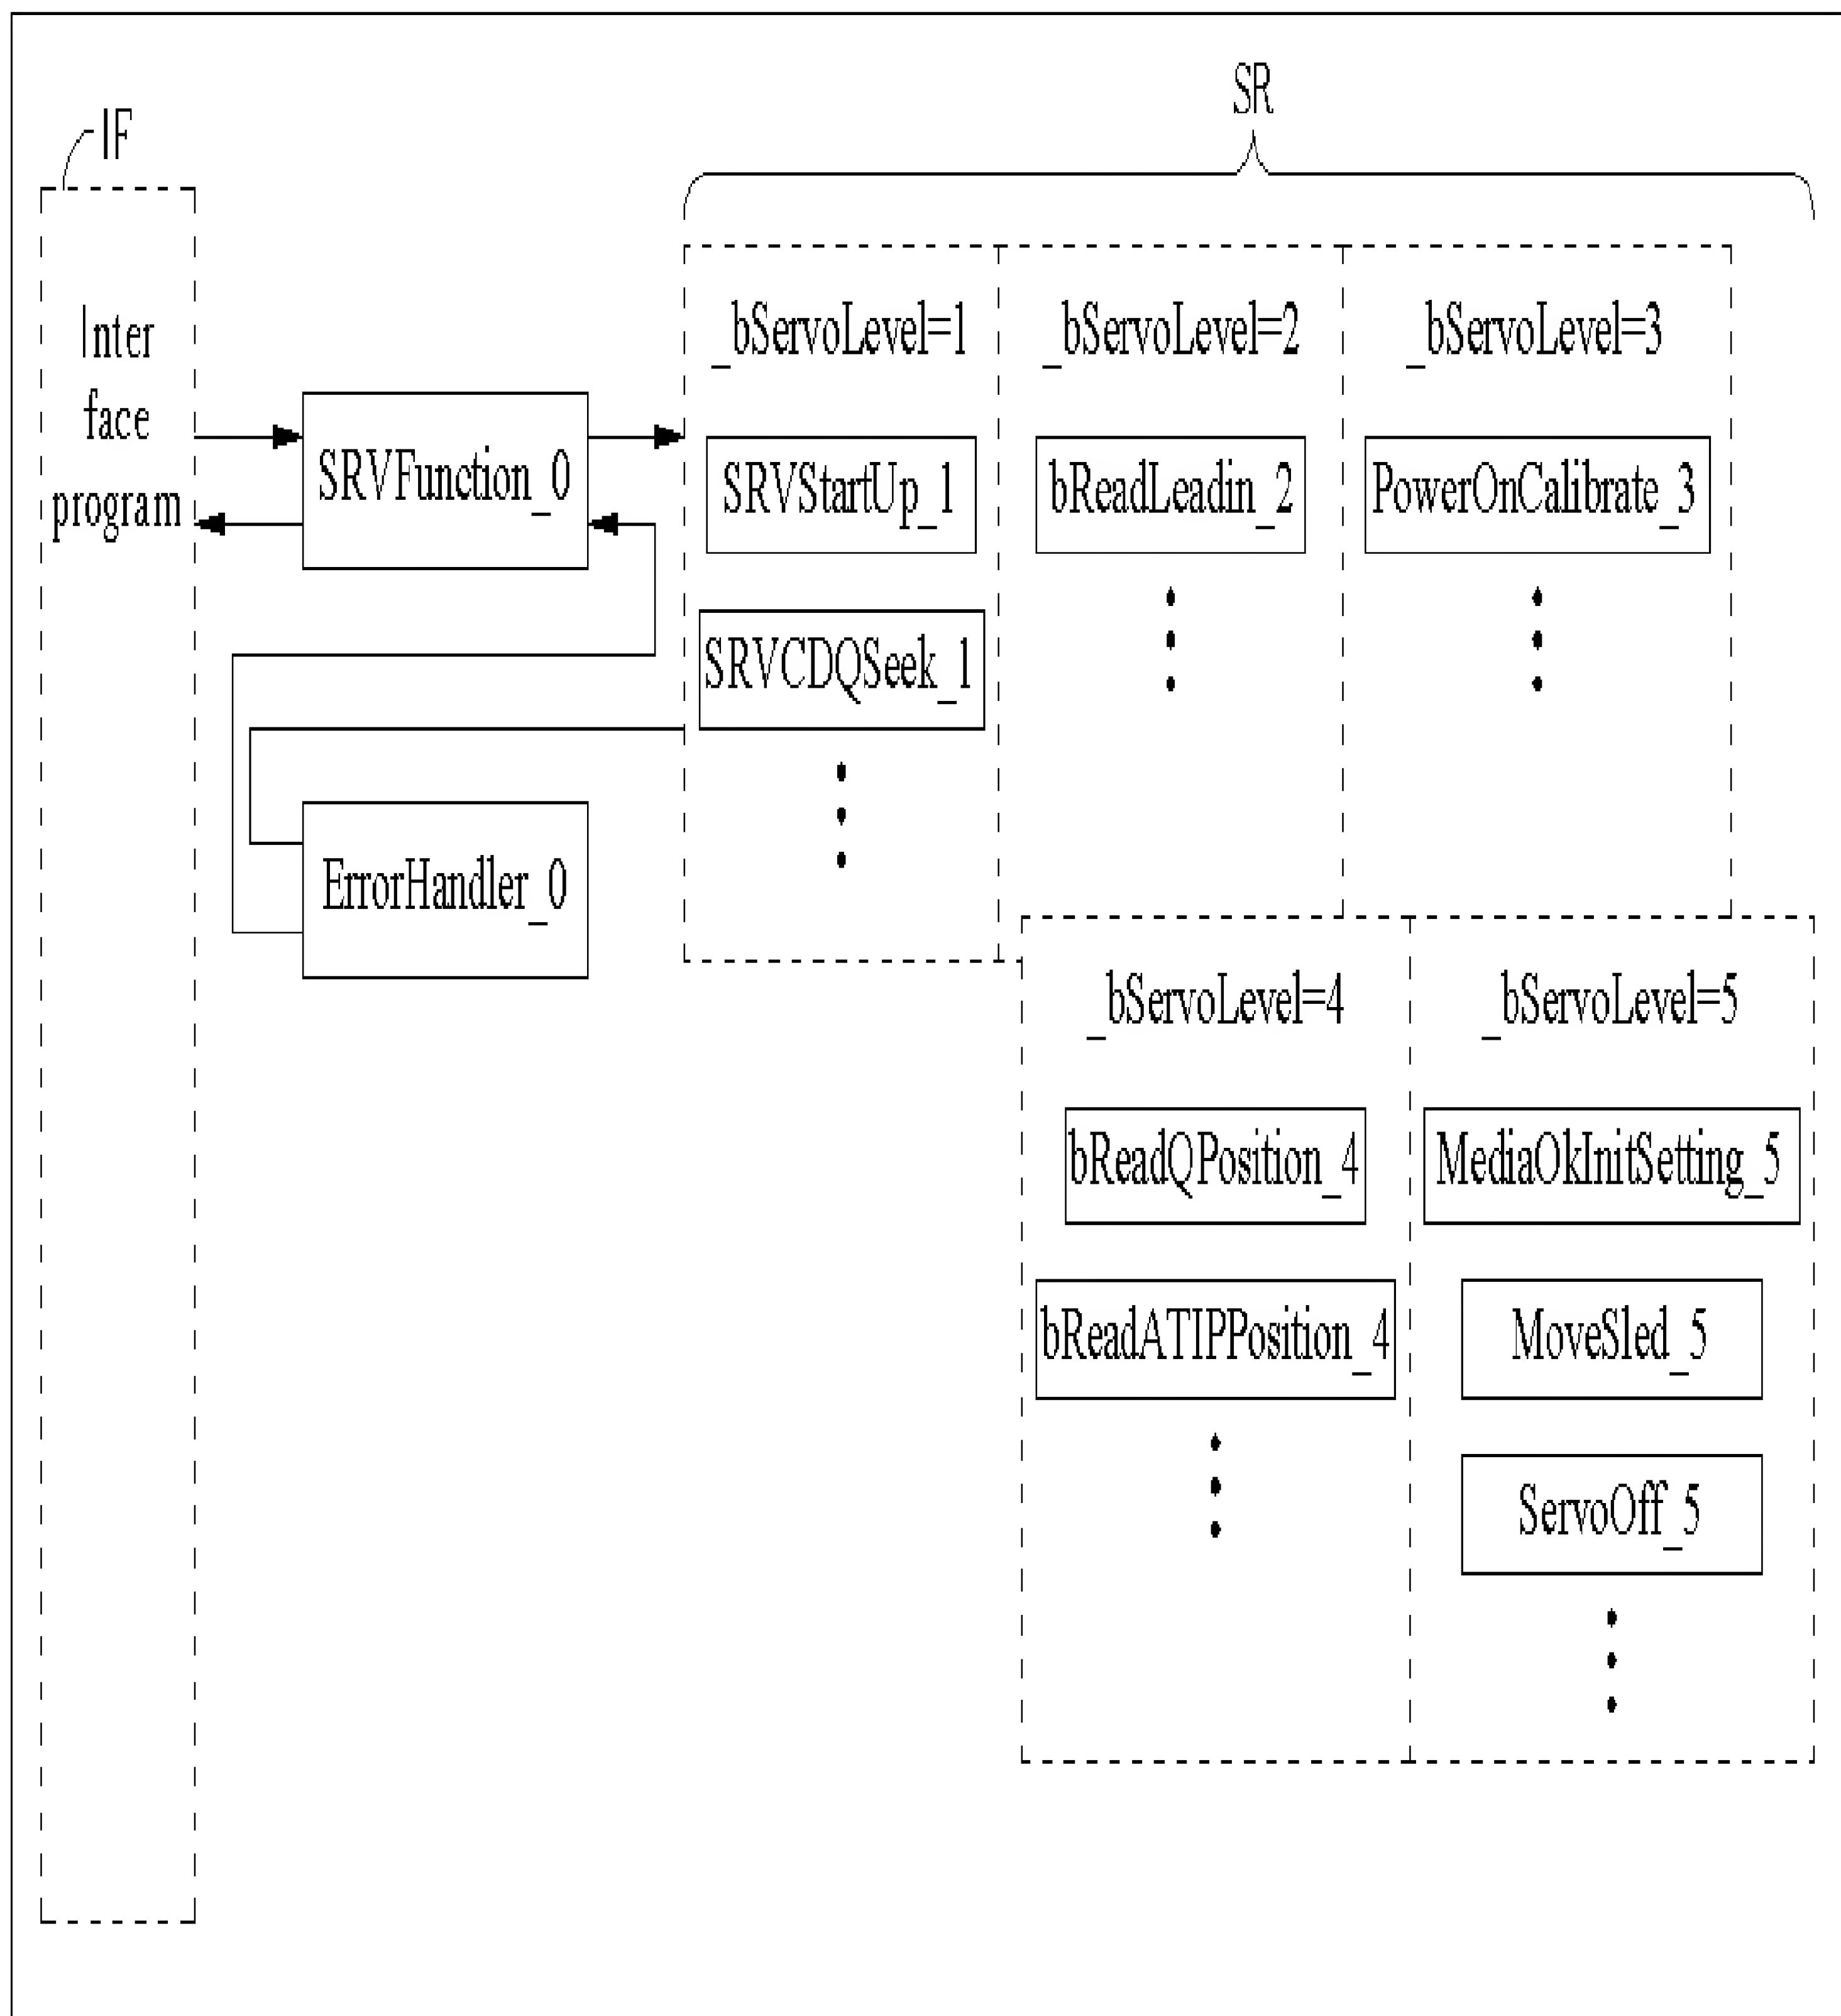 SR
IF
Inter
face
program
SRVFunction_0
ErrorHandler_0
_bServoLevel=1
SRVStartUp_1
SRVCDQSeek_1
_bServoLevel=2
bReadLeadin_2
_bServoLevel=3
PowerOnCalibrate_3
_bServoLevel=4
bReadQPosition_4
bReadATIPPosition_4
_bServoLevel=5
MediaOkInitSetting_5
MoveSled_5
ServoOff_5